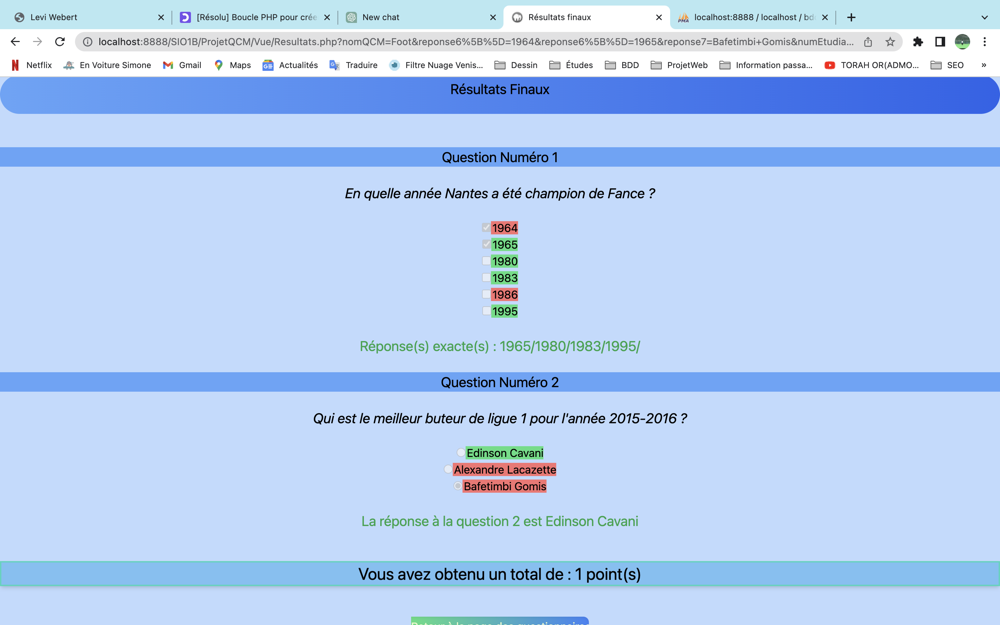 Levi Webert
[Résolu] Boucle PHP pour crée
New chat
Résultats finaux
localhost:8888 / localhost / bd
localhost:8888/SIO1B/ProjetQCM/Vue/Resultats.php?nomQCM=Foot&reponse6%5B%5D=1964&reponse6%5B%5D=1965&reponse7=Bafetimbi+Gomis&numEtudia...
Netflix
En Voiture Simone
Gmail
Maps
Actualités
Traduire
Filtre Nuage Venis...
Dessin
Études
BDD
ProjetWeb
Information passa...
TORAH OR(ADMO...
SEO
»
Résultats Finaux
Question Numéro 1
En quelle année Nantes a été champion de Fance ?
1964
1965
1980
1983
1986
1995
Réponse(s) exacte(s) : 1965/1980/1983/1995/
Question Numéro 2
Qui est le meilleur buteur de ligue 1 pour l'année 2015-2016 ?
Edinson Cavani
Alexandre Lacazette
Bafetimbi Gomis
La réponse à la question 2 est Edinson Cavani
Vous avez obtenu un total de : 1 point(s)
Retour à la page des questionnaires